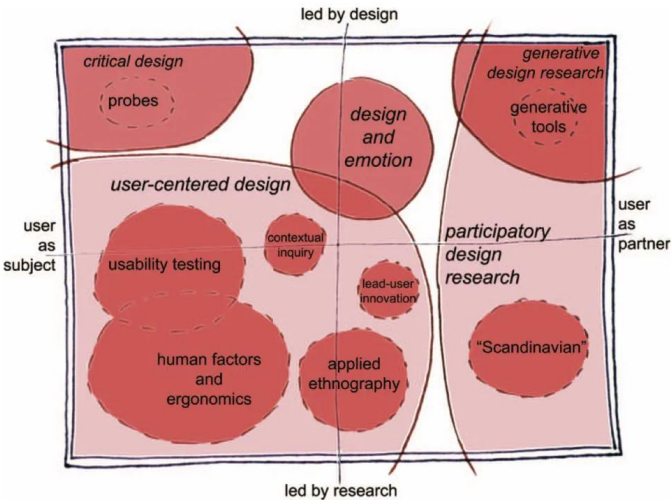 led by design
critical design
probes
generative
design research
generative
tools
design
and
emotion
user-centered design
user
as
subject
user
as
partner
contextual
inquiry
participatory
design
research
usability testing
lead-user
innovation
human factors
and
ergonomics
applied
ethnography
“Scandinavian”
led by research